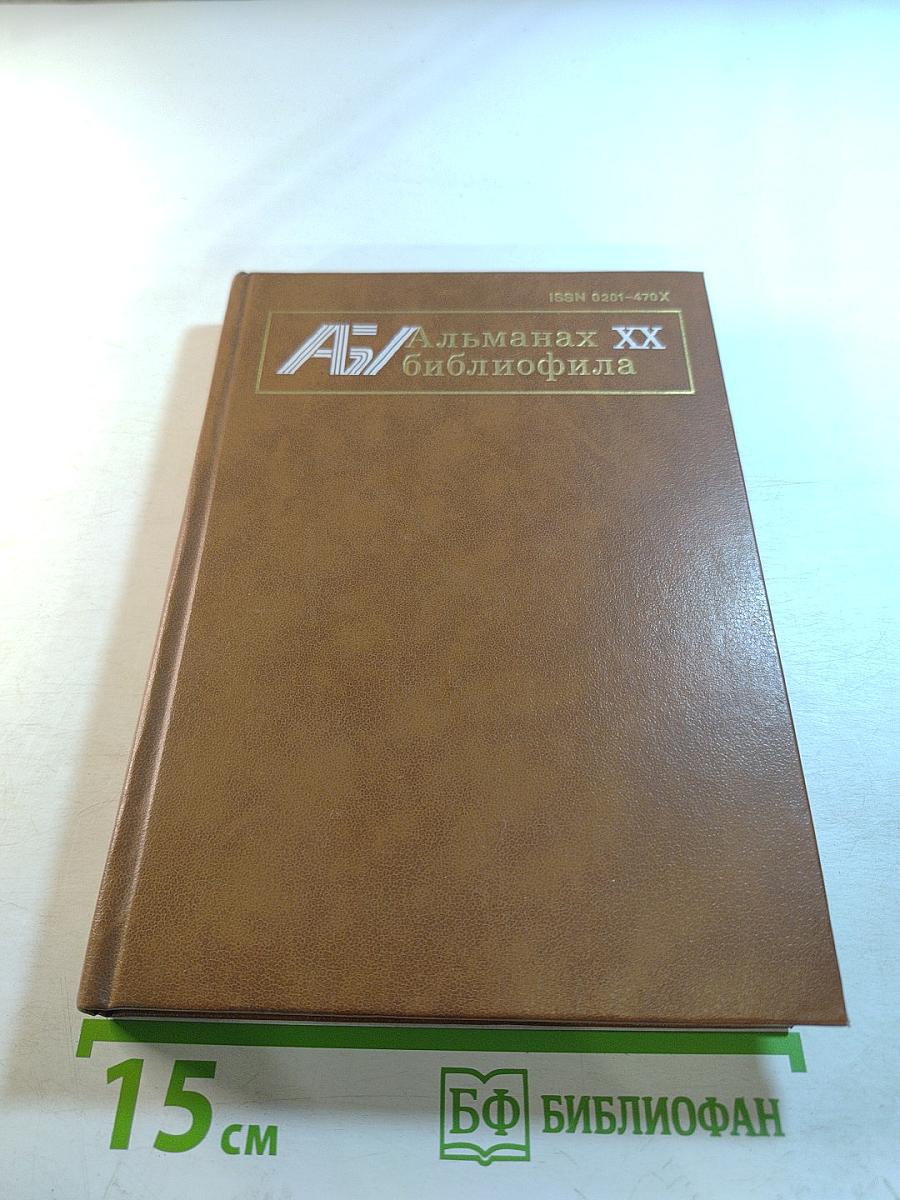 ISSN 0201-470X
АБ Альманах XX
библиофила
15 см
БФ БИБЛИОФАН